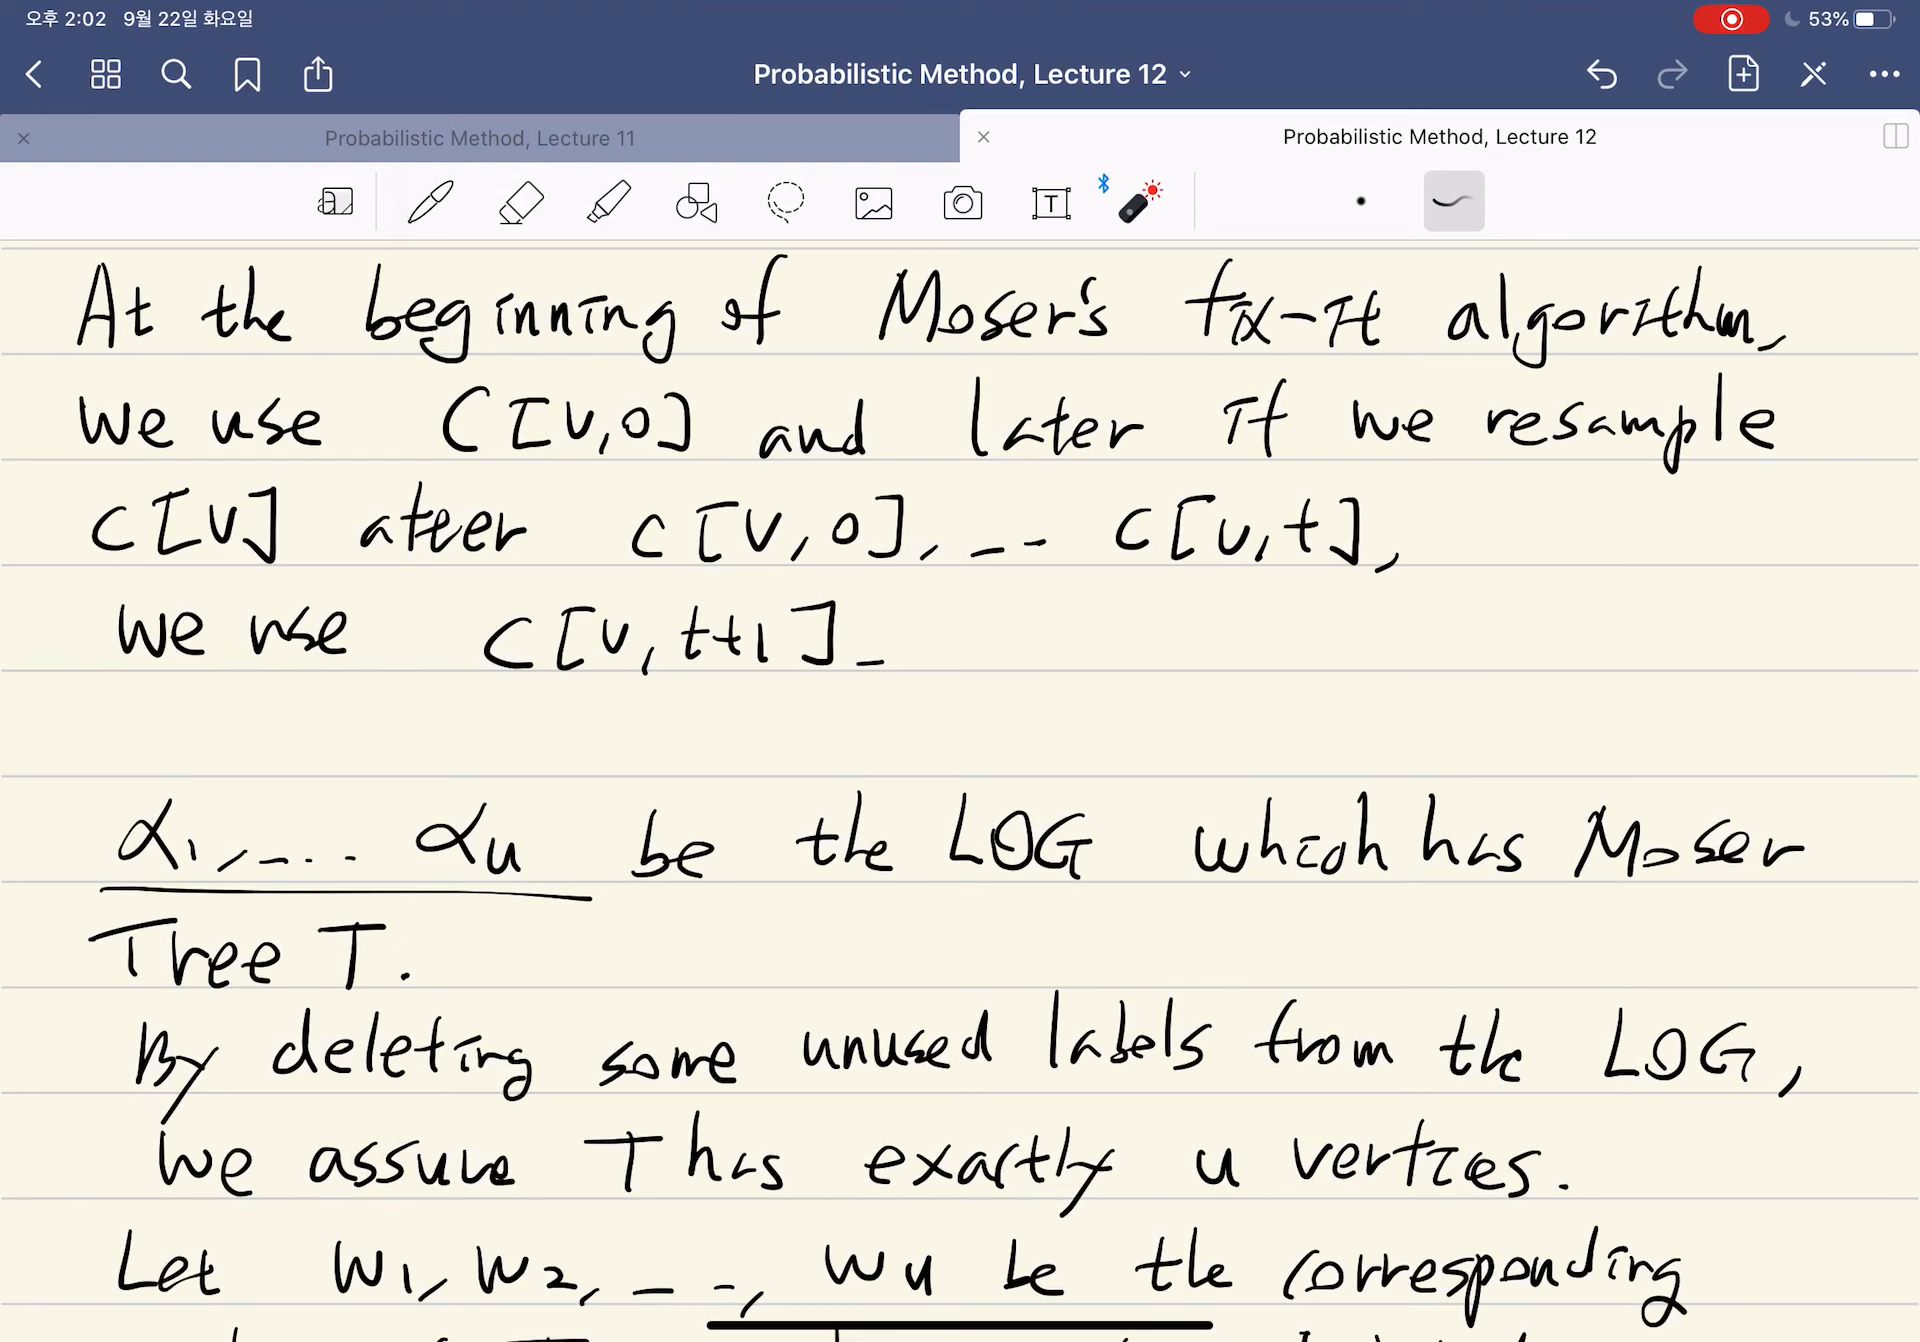 오후 2:02 9월 22일 화요일 53%
Probabilistic Method, Lecture 12
Probabilistic Method, Lecture 11
Probabilistic Method, Lecture 12
At the beginning of Moser's fix-it algorithm,
we use C[v,0] and later if we resample
C[v] after C[v,0], ... C[v,t],
we use C[v,t+1].
α1, ... αu be the LOG which has Moser
Tree T.
By deleting some unused labels from the LOG,
we assume T has exactly u vertices.
Let w1, w2, ..., wu be the corresponding